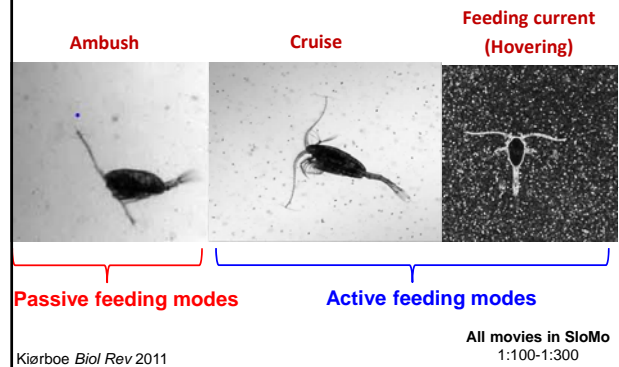 Ambush
Cruise
Feeding current
(Hovering)
Passive feeding modes
Active feeding modes
Kiørboe Biol Rev 2011
All movies in SloMo
1:100-1:300